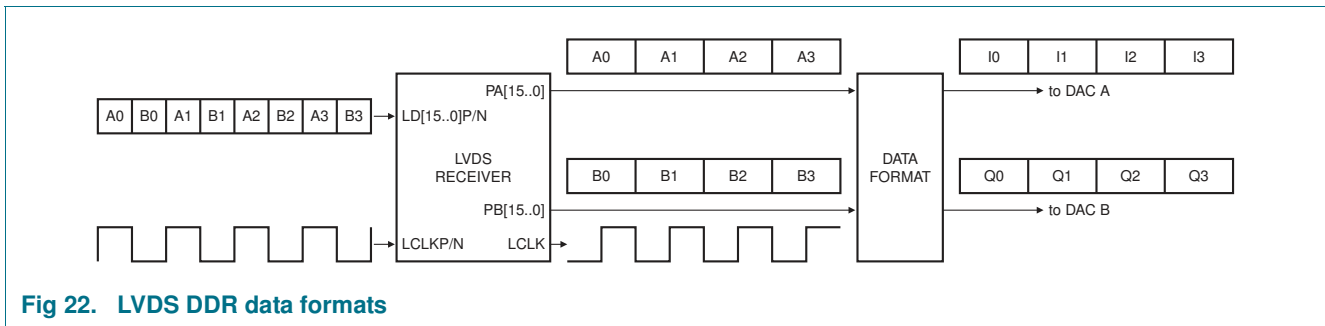 A0 A1 A2 A3
I0 I1 I2 I3
PA[15..0]
to DAC A
A0 B0 A1 B1 A2 B2 A3 B3
LD[15..0]P/N
LVDS
RECEIVER
B0 B1 B2 B3
DATA
FORMAT
Q0 Q1 Q2 Q3
PB[15..0]
to DAC B
LCLKP/N
LCLK
Fig 22. LVDS DDR data formats